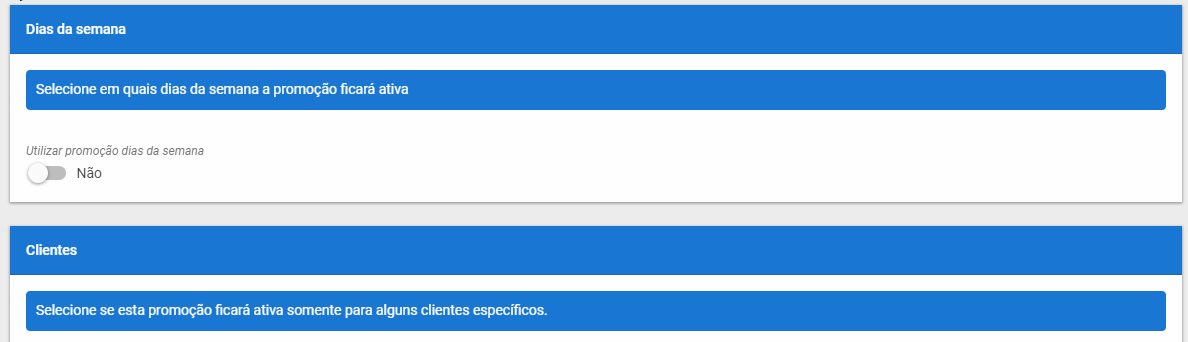 Dias da semana
Selecione em quais dias da semana a promoção ficará ativa
Utilizar promoção dias da semana
Não
Clientes
Selecione se esta promoção ficará ativa somente para alguns clientes específicos.